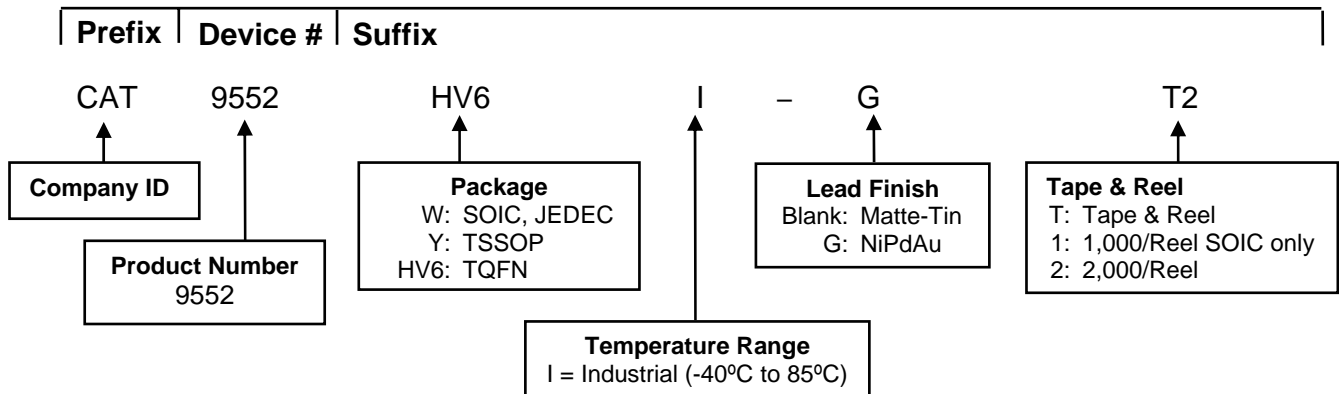 Prefix Device # Suffix
CAT 9552 HV6 I – G T2
Company ID
Product Number
9552
Package
W: SOIC, JEDEC
Y: TSSOP
HV6: TQFN
Temperature Range
I = Industrial (-40ºC to 85ºC)
Lead Finish
Blank: Matte-Tin
G: NiPdAu
Tape & Reel
T: Tape & Reel
1: 1,000/Reel SOIC only
2: 2,000/Reel